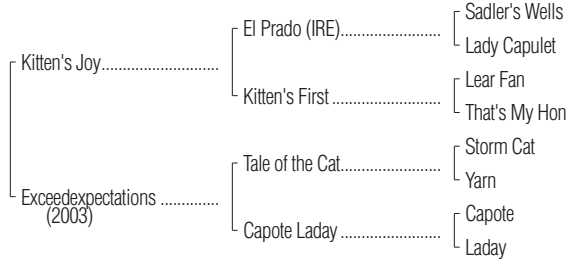 Sadler's Wells
El Prado (IRE)..........................
Lady Capulet
Kitten's Joy..............................
Lear Fan
Kitten's First ............................
That's My Hon
Storm Cat
Tale of the Cat..........................
Yarn
Exceedexpectations ...............
(2003)
Capote
Capote Laday ..........................
Laday